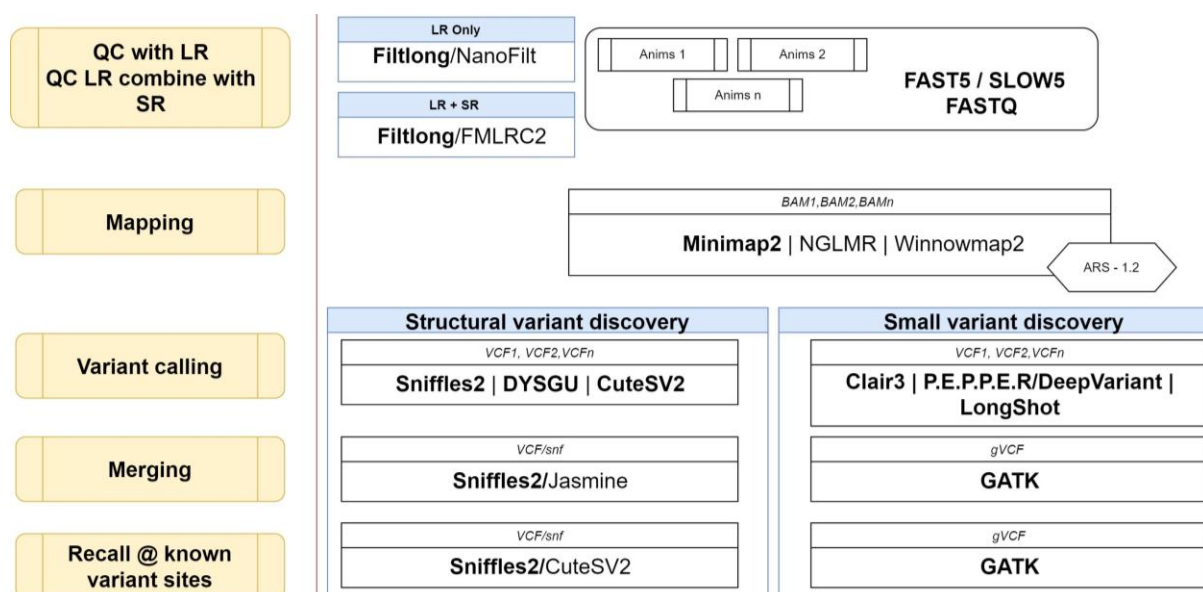 QC with LR
QC LR combine with
SR
LR Only
Filtlong/NanoFilt
LR + SR
Filtlong/FMLRC2
Anims 1
Anims 2
Anims n
FAST5 / SLOW5
FASTQ
Mapping
BAM1,BAM2,BAMn
Minimap2 | NGLMR | Winnowmap2
ARS - 1.2
Variant calling
Structural variant discovery
VCF1, VCF2,VCFn
Sniffles2 | DYSGU | CuteSV2
Small variant discovery
VCF1, VCF2,VCFn
Clair3 | P.E.P.P.E.R/DeepVariant |
LongShot
Merging
VCF/snf
Sniffles2/Jasmine
gVCF
GATK
Recall @ known
variant sites
VCF/snf
Sniffles2/CuteSV2
gVCF
GATK